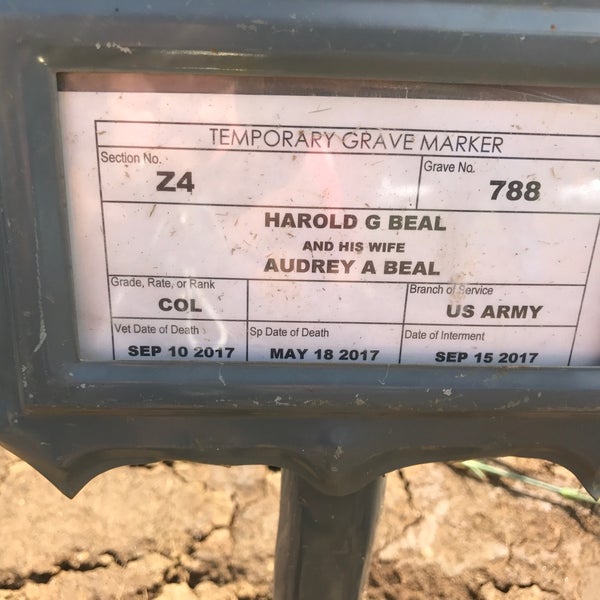 TEMPORARY GRAVE MARKER
Section No.
Z4
Grave No.
788
HAROLD G BEAL
AND HIS WIFE
AUDREY A BEAL
Grade, Rate, or Rank
COL
Branch of Service
US ARMY
Vet Date of Death
SEP 10 2017
Sp Date of Death
MAY 18 2017
Date of Interment
SEP 15 2017